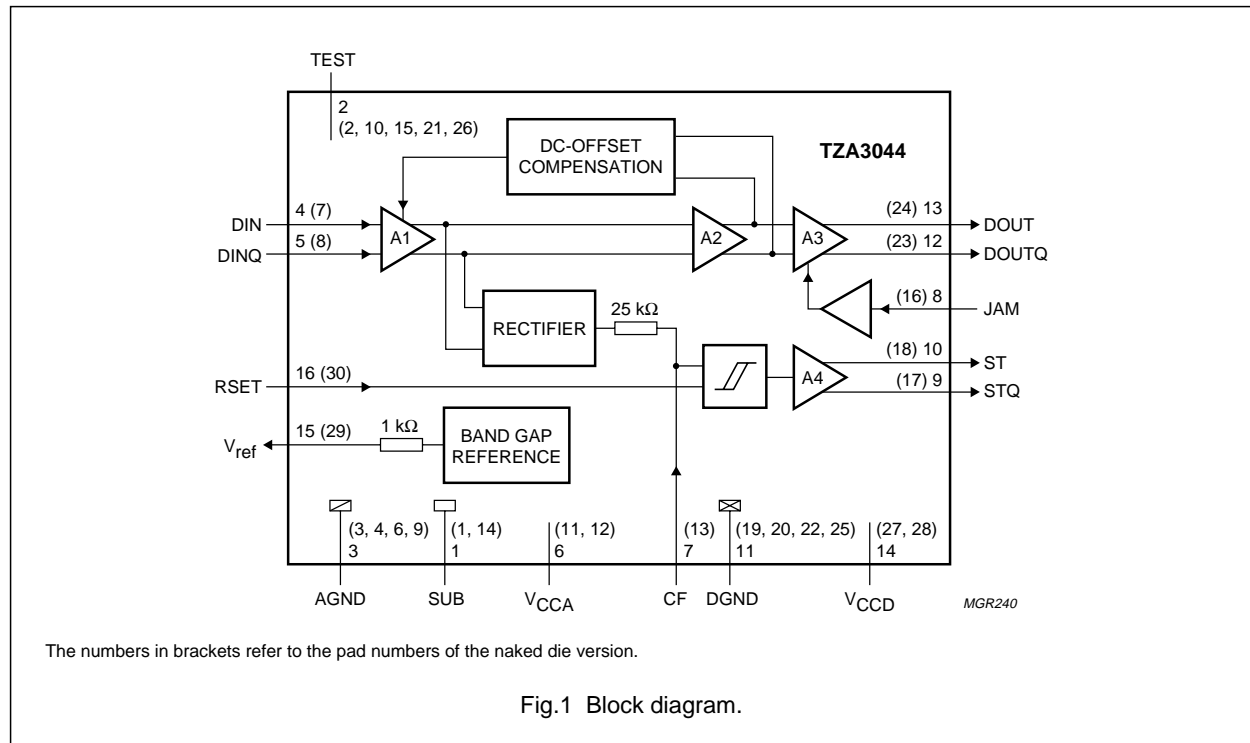 TEST
2
(2, 10, 15, 21, 26)
DC-OFFSET
COMPENSATION
TZA3044
DIN
4 (7)
A1
A2
A3
(24) 13
DOUT
DINQ
5 (8)
(23) 12
DOUTQ
(16) 8
JAM
RECTIFIER
25 kΩ
(18) 10
ST
RSET
16 (30)
A4
(17) 9
STQ
Vref
15 (29)
1 kΩ
BAND GAP
REFERENCE
(3, 4, 6, 9)
3
(1, 14)
1
(11, 12)
6
(13)
7
(19, 20, 22, 25)
11
(27, 28)
14
AGND
SUB
VCCA
CF
DGND
VCCD
MGR240
The numbers in brackets refer to the pad numbers of the naked die version.
Fig.1 Block diagram.